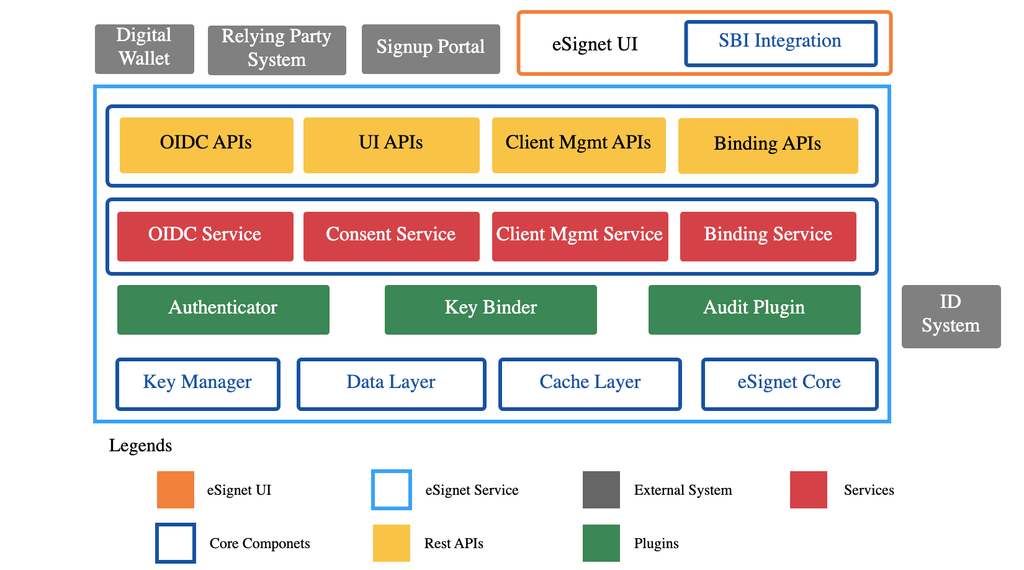 Digital
Wallet
Relying Party
System
Signup Portal
eSignet UI
SBI Integration
OIDC APIs
UI APIs
Client Mgmt APIs
Binding APIs
OIDC Service
Consent Service
Client Mgmt Service
Binding Service
Authenticator
Key Binder
Audit Plugin
ID
System
Key Manager
Data Layer
Cache Layer
eSignet Core
Legends
eSignet UI
eSignet Service
External System
Services
Core Componets
Rest APIs
Plugins